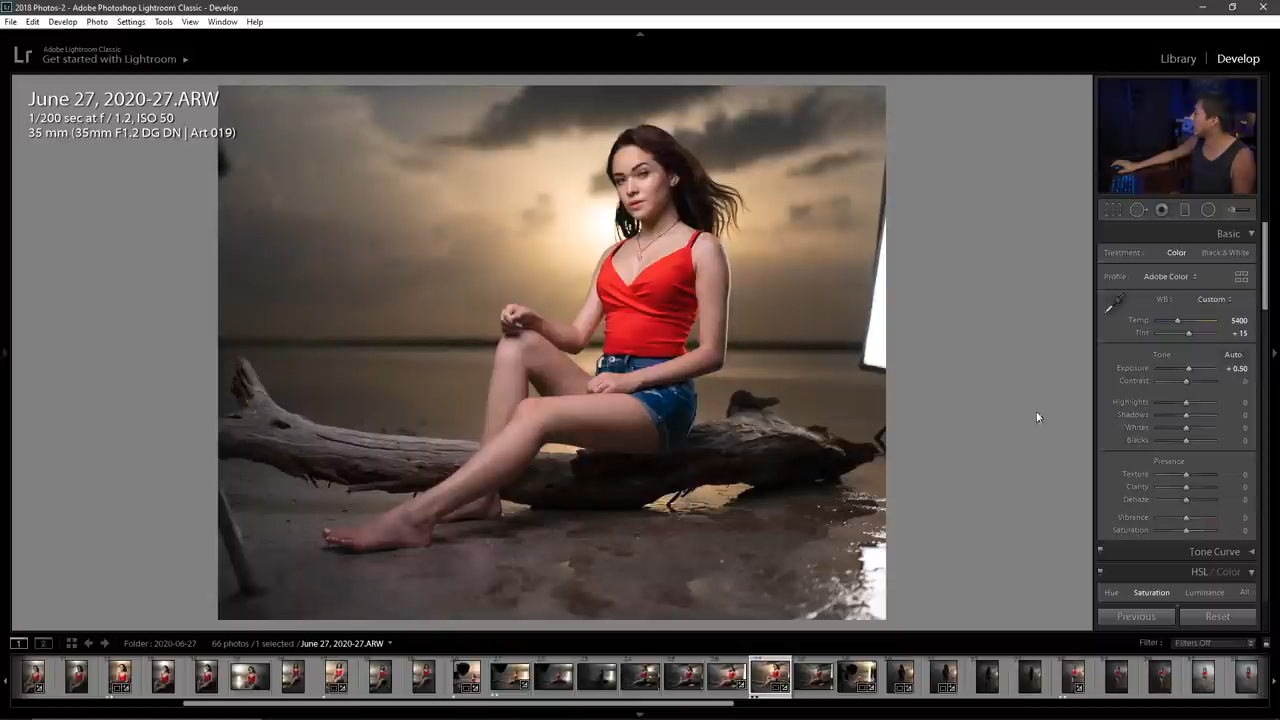 2018 Photos-2 - Adobe Photoshop Lightroom Classic - Develop
File Edit Develop Photo Settings Tools View Window Help
Lr Adobe Lightroom Classic
Get started with Lightroom
Library | Develop
June 27, 2020-27.ARW
1/200 sec at f / 1.2, ISO 50
35 mm (35mm F1.2 DG DN | Art 019)
Basic
Treatment: Color Black & White
Profile: Adobe Color
WB: Custom
Temp 5400
Tint + 15
Tone Auto
Exposure + 0.50
Contrast 0
Highlights 0
Shadows 0
Whites 0
Blacks 0
Presence
Texture 0
Clarity 0
Dehaze 0
Vibrance 0
Saturation 0
Tone Curve
HSL / Color
Hue Saturation Luminance All
Previous Reset
1 2 Folder: 2020-06-27 66 photos / 1 selected / June 27, 2020-27.ARW Filter: Filters Off